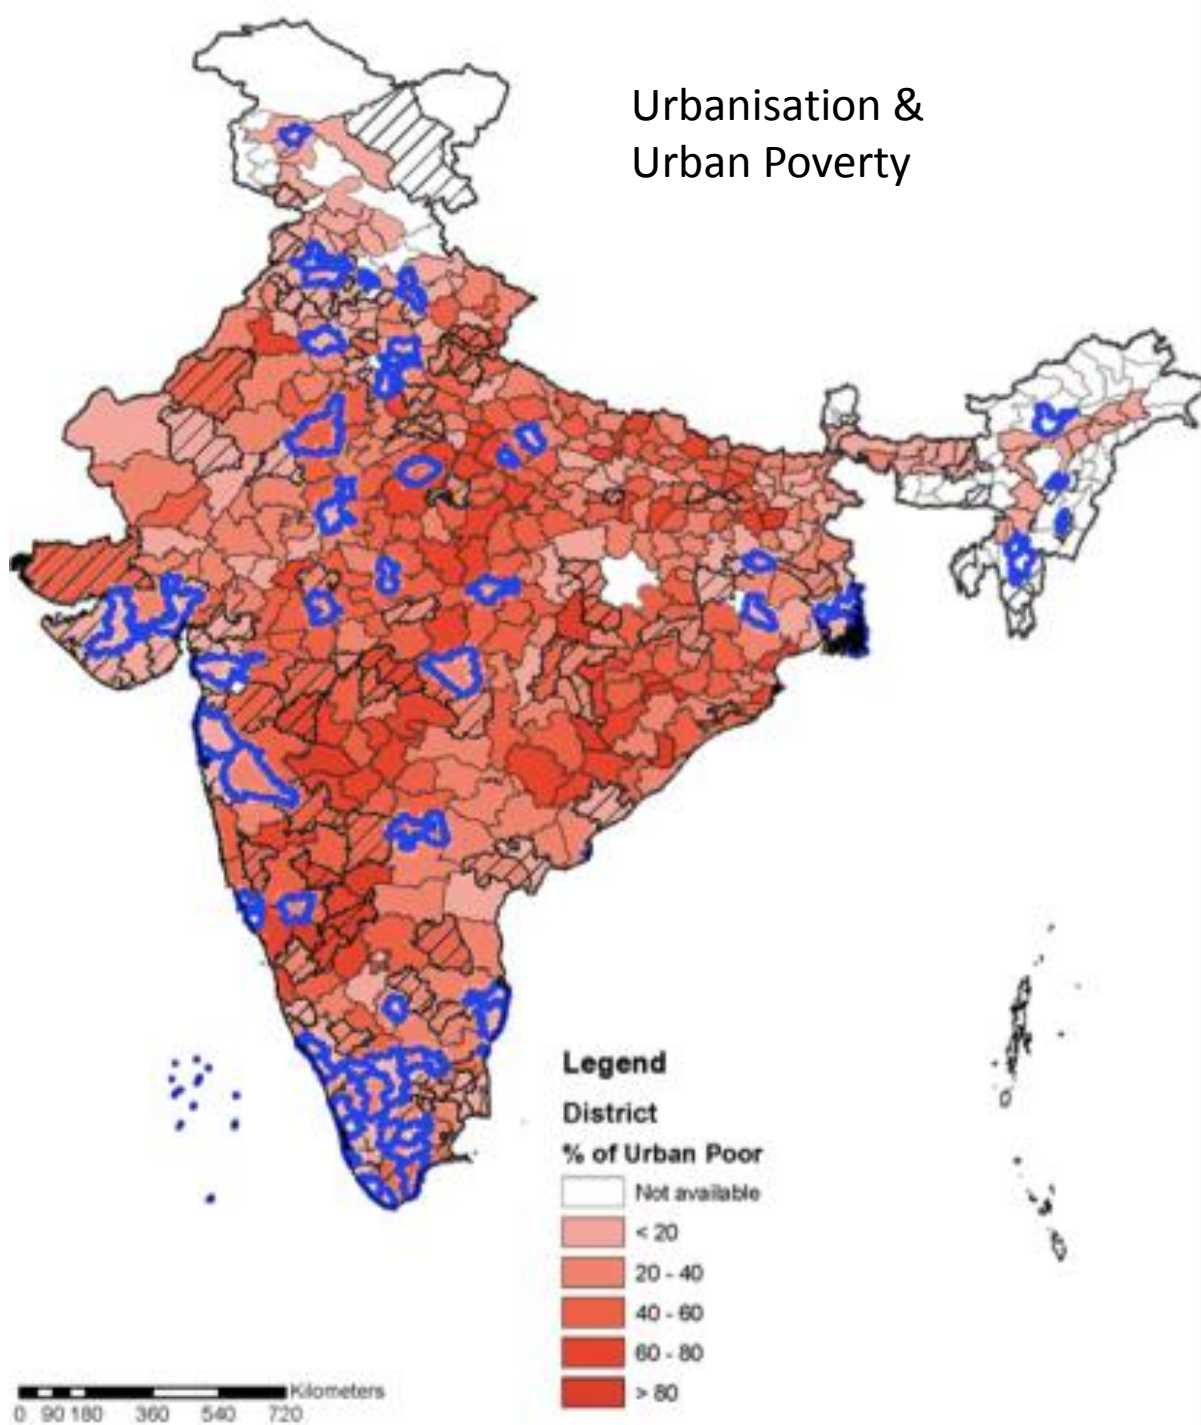 Urbanisation &
Urban Poverty
Legend
District
% of Urban Poor
Not available
< 20
20 - 40
40 - 60
60 - 80
> 80
Kilometers
0 90 180 360 540 720